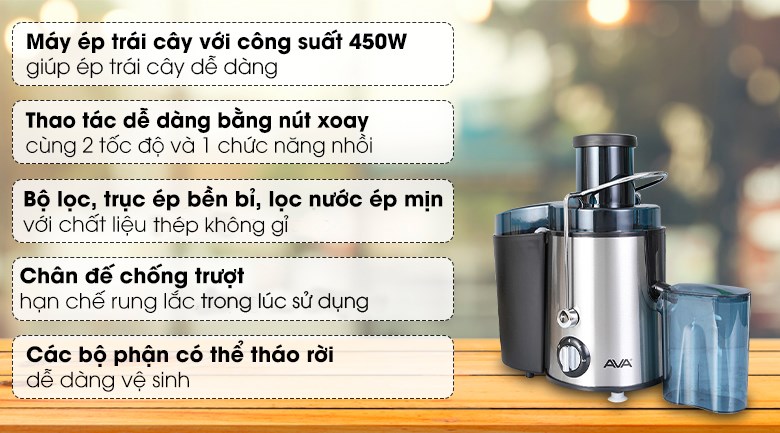 Máy ép trái cây với công suất 450W
giúp ép trái cây dễ dàng
Thao tác dễ dàng bằng nút xoay
cùng 2 tốc độ và 1 chức năng nhồi
Bộ lọc, trục ép bền bỉ, lọc nước ép mịn
với chất liệu thép không gỉ
Chân đế chống trượt
hạn chế rung lắc trong lúc sử dụng
Các bộ phận có thể tháo rời
dễ dàng vệ sinh
AVA